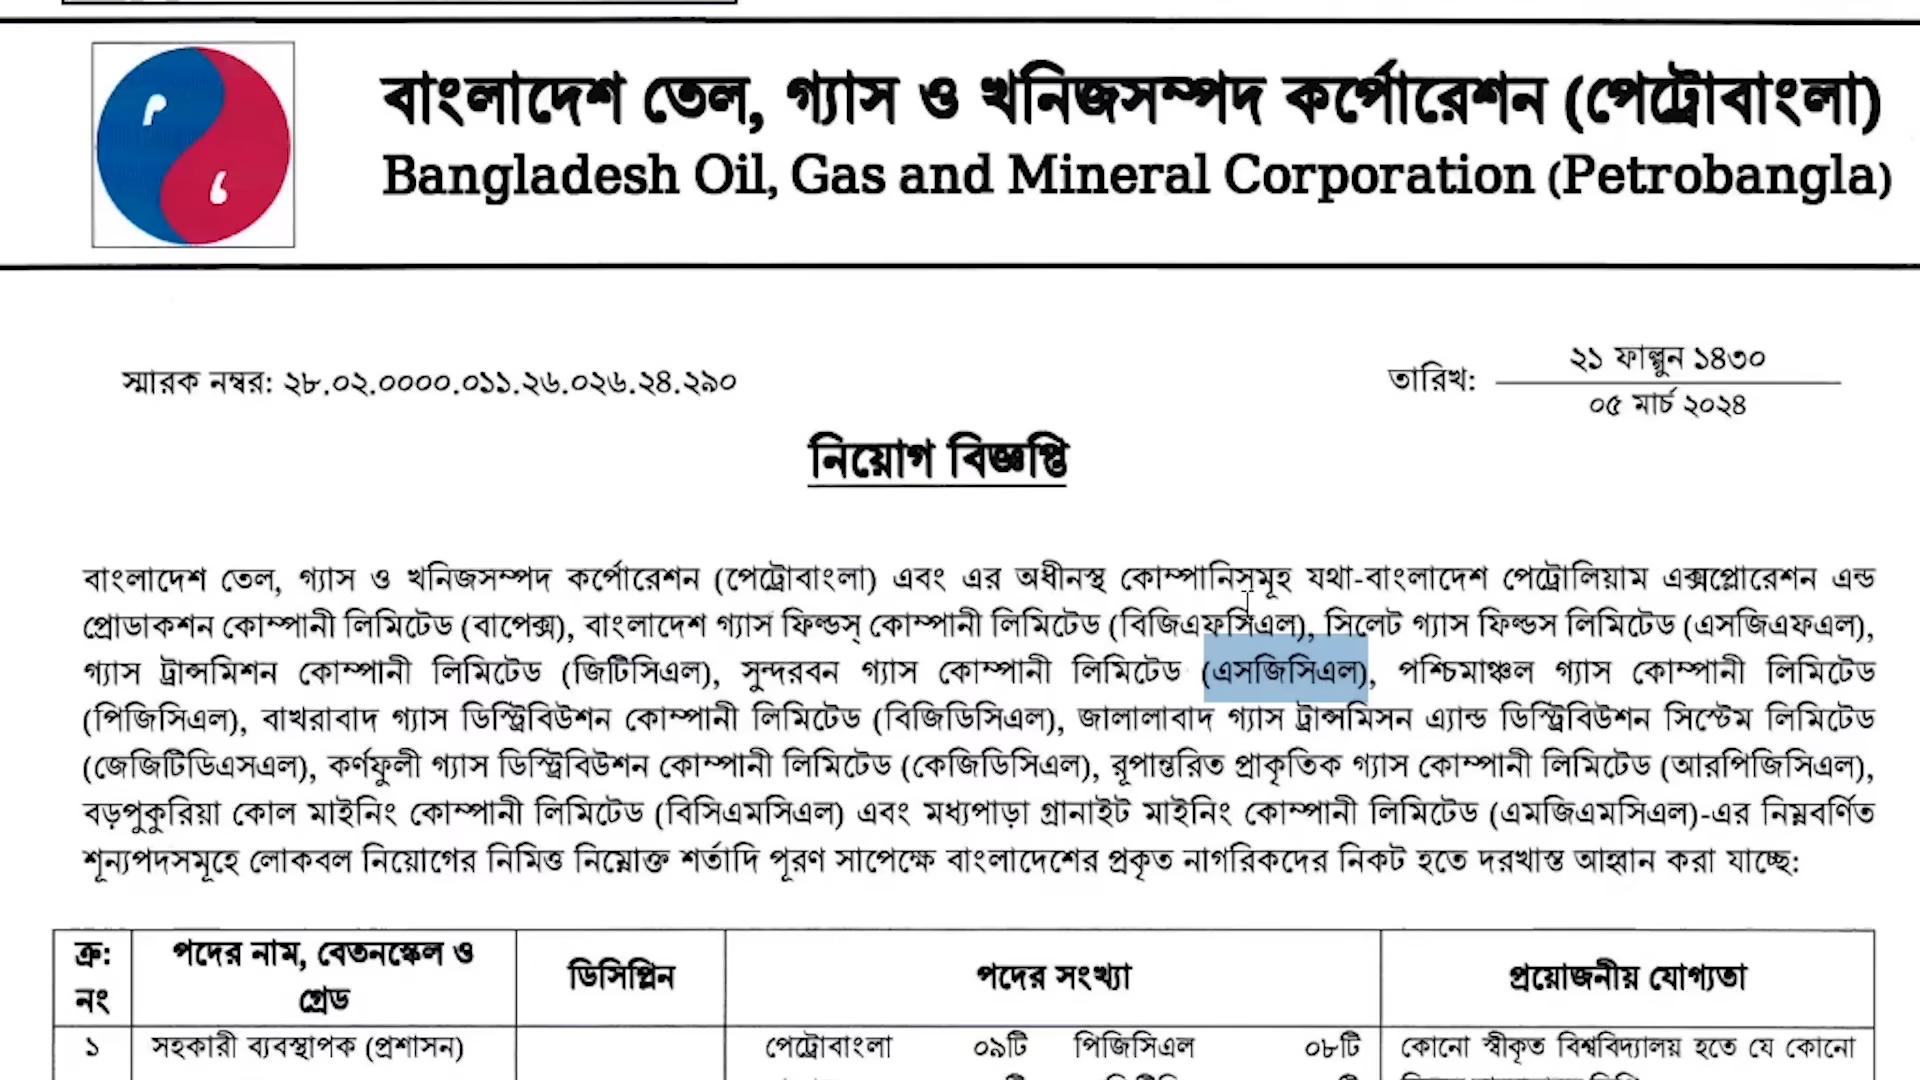 বাংলাদেশ তেল, গ্যাস ও খনিজসম্পদ কর্পোরেশন (পেট্রোবাংলা)
Bangladesh Oil, Gas and Mineral Corporation (Petrobangla)
স্মারক নম্বর: ২৮.০২.০০০০.০১১.২৬.০২৬.২৪.২৯০
তারিখ: ২১ ফাল্গুন ১৪৩০
০৫ মার্চ ২০২৪
নিয়োগ বিজ্ঞপ্তি
বাংলাদেশ তেল, গ্যাস ও খনিজসম্পদ কর্পোরেশন (পেট্রোবাংলা) এবং এর অধীনস্থ কোম্পানিসমূহ যথা-বাংলাদেশ পেট্রোলিয়াম এক্সপ্লোরেশন এন্ড
প্রোডাকশন কোম্পানী লিমিটেড (বাপেক্স), বাংলাদেশ গ্যাস ফিল্ডস্ কোম্পানী লিমিটেড (বিজিএফসিএল), সিলেট গ্যাস ফিল্ডস লিমিটেড (এসজিএফএল),
গ্যাস ট্রান্সমিশন কোম্পানী লিমিটেড (জিটিসিএল), সুন্দরবন গ্যাস কোম্পানী লিমিটেড (এসজিসিএল), পশ্চিমাঞ্চল গ্যাস কোম্পানী লিমিটেড
(পিজিসিএল), বাখরাবাদ গ্যাস ডিস্ট্রিবিউশন কোম্পানী লিমিটেড (বিজিডিসিএল), জালালাবাদ গ্যাস ট্রান্সমিসন এ্যান্ড ডিস্ট্রিবিউশন সিস্টেম লিমিটেড
(জেজিটিডিএসএল), কর্ণফুলী গ্যাস ডিস্ট্রিবিউশন কোম্পানী লিমিটেড (কেজিডিসিএল), রূপান্তরিত প্রাকৃতিক গ্যাস কোম্পানী লিমিটেড (আরপিজিসিএল),
বড়পুকুরিয়া কোল মাইনিং কোম্পানী লিমিটেড (বিসিএমসিএল) এবং মধ্যপাড়া গ্রানাইট মাইনিং কোম্পানী লিমিটেড (এমজিএমসিএল)-এর নিম্নবর্ণিত
শূন্যপদসমূহে লোকবল নিয়োগের নিমিত্ত নিম্নোক্ত শর্তাদি পূরণ সাপেক্ষে বাংলাদেশের প্রকৃত নাগরিকদের নিকট হতে দরখাস্ত আহ্বান করা যাচ্ছে:
ক্র: নং
পদের নাম, বেতনস্কেল ও
গ্রেড
ডিসিপ্লিন
পদের সংখ্যা
প্রয়োজনীয় যোগ্যতা
১ সহকারী ব্যবস্থাপক (প্রশাসন) পেট্রোবাংলা ০৯টি পিজিসিএল ০৮টি কোনো স্বীকৃত বিশ্ববিদ্যালয় হতে যে কোনো